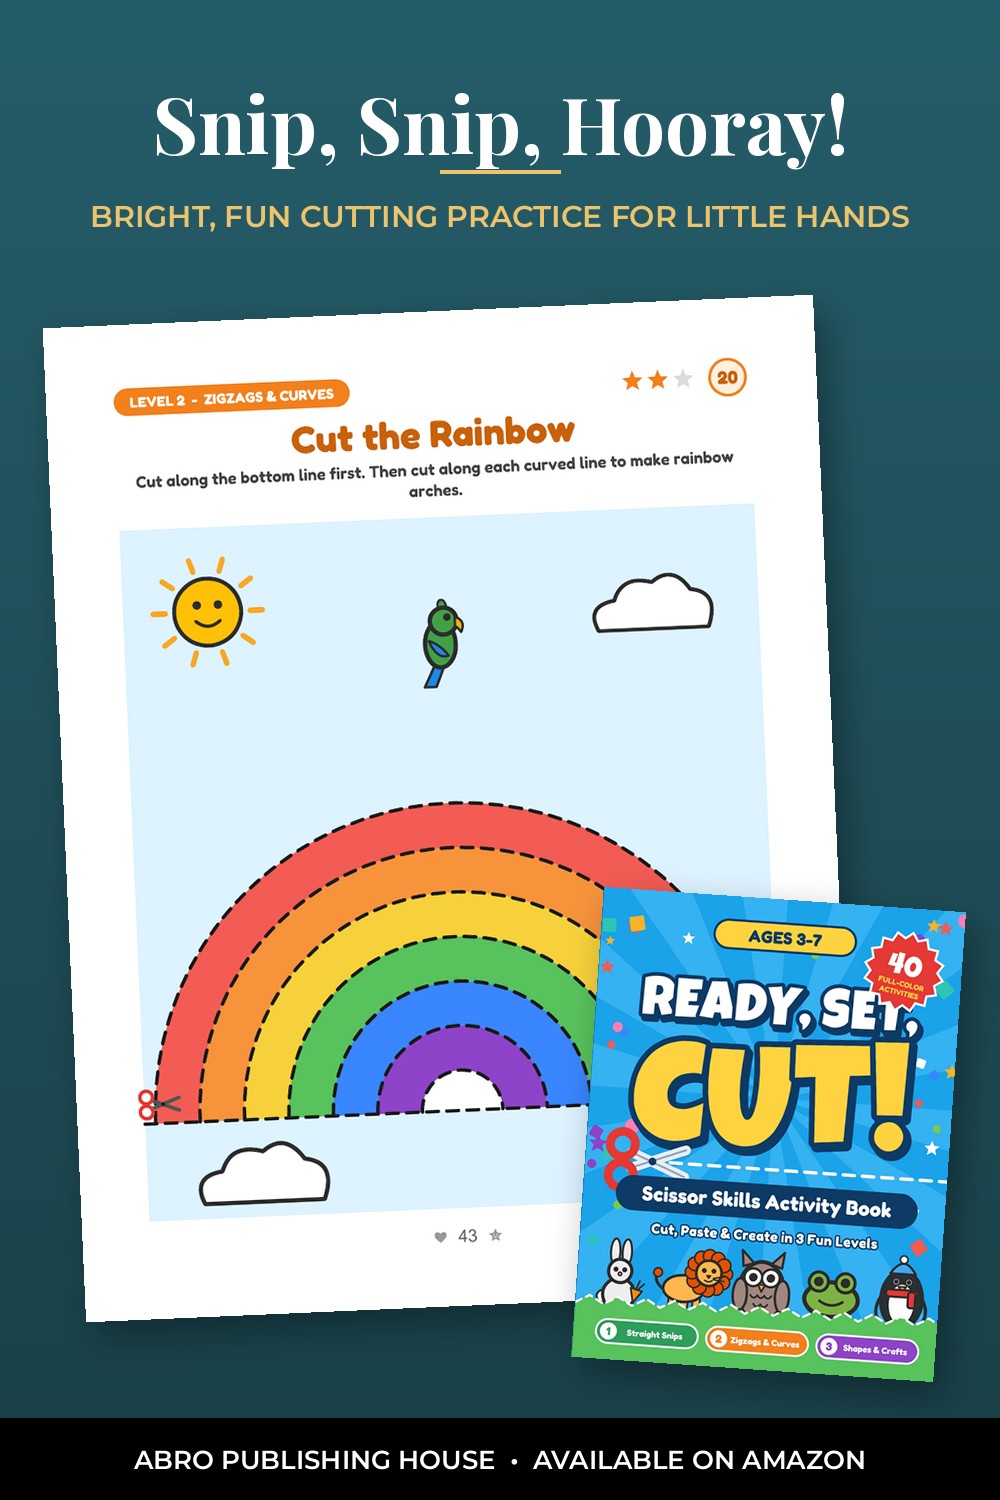 Snip, Snip, Hooray!
BRIGHT, FUN CUTTING PRACTICE FOR LITTLE HANDS
LEVEL 2 - ZIGZAGS & CURVES
20
Cut the Rainbow
Cut along the bottom line first. Then cut along each curved line to make rainbow
arches.
43
AGES 3-7
40
FULL-COLOR
ACTIVITIES
READY, SET,
CUT!
Scissor Skills Activity Book
Cut, Paste & Create in 3 Fun Levels
1 Straight Snips
2 Zigzags & Curves
3 Shapes & Crafts
ABRO PUBLISHING HOUSE • AVAILABLE ON AMAZON